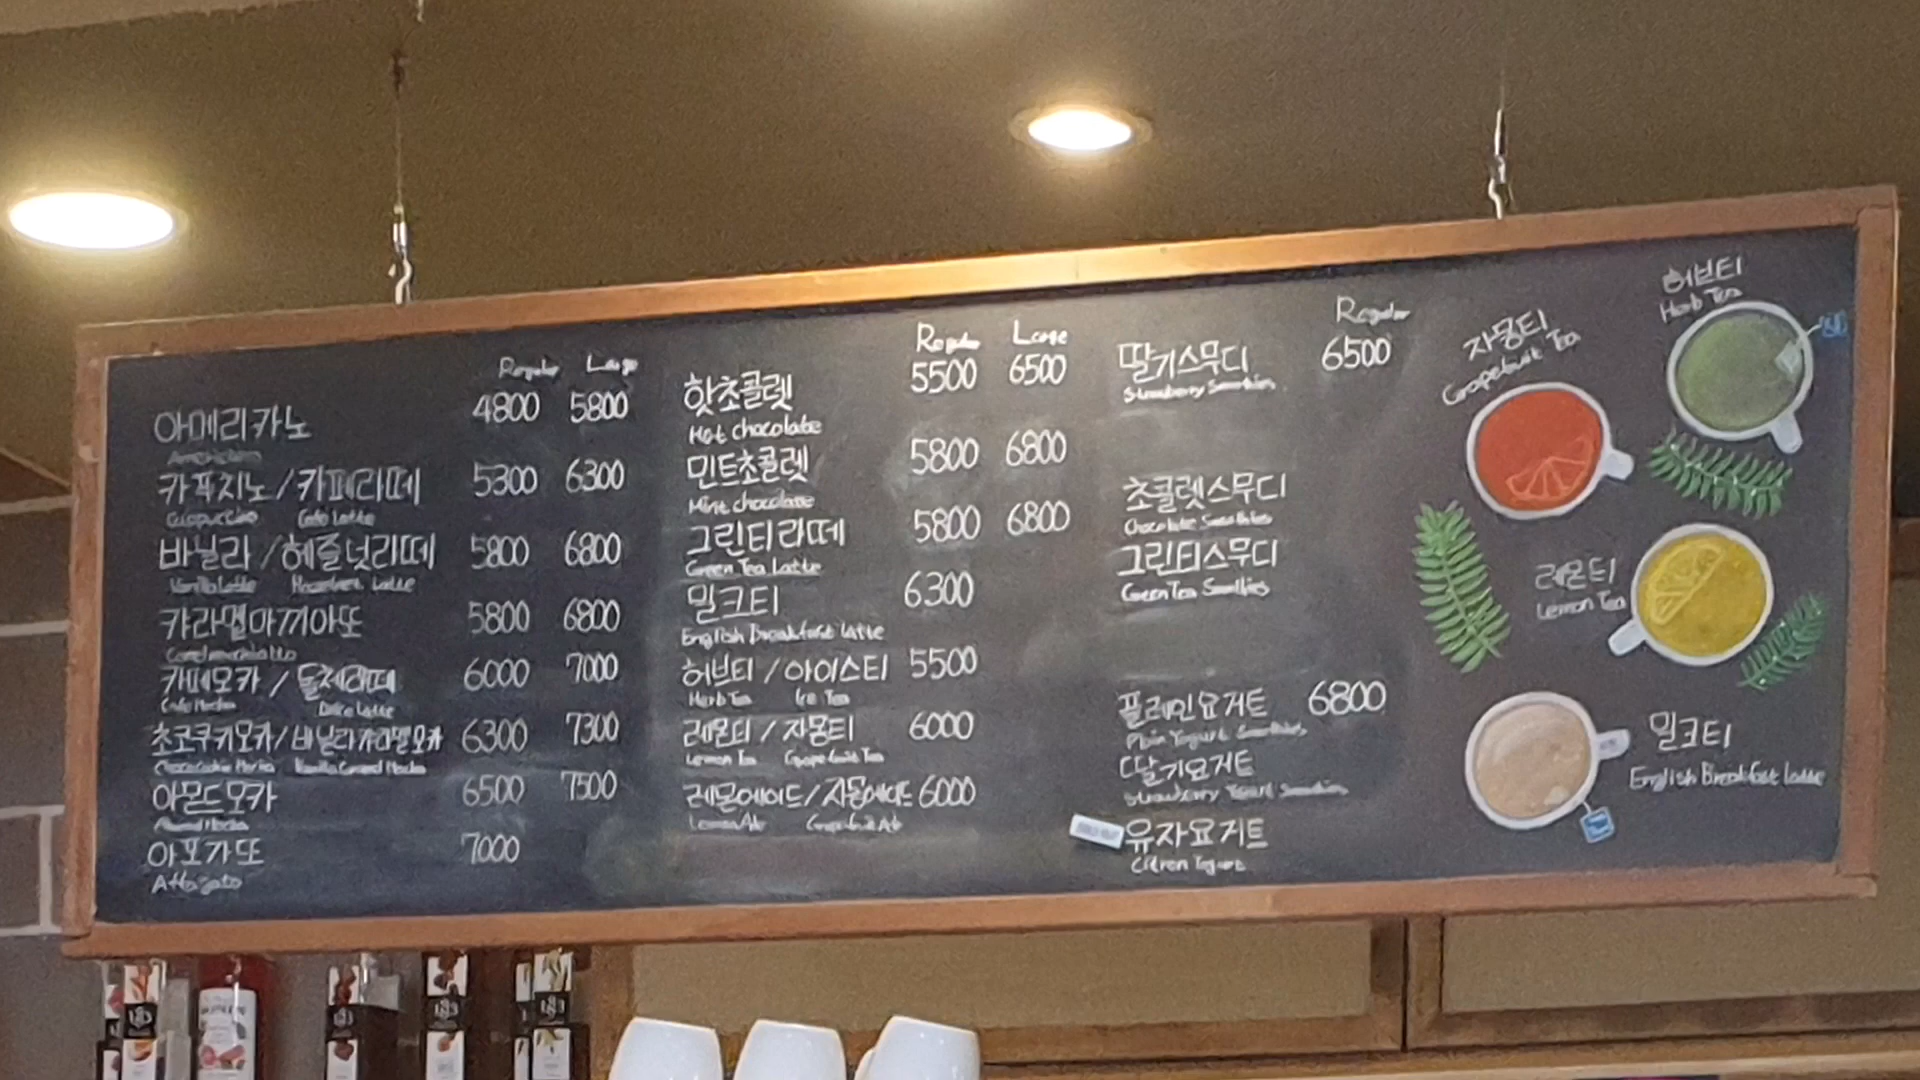 Regular Large
아메리카노 4800 5800
Americano
카푸치노 / 카페라떼 5300 6300
Cappuccino Cafe Latte
바닐라 / 헤즐넛라떼 5800 6800
Vanilla Latte Hazelnut Latte
카라멜마끼아또 5800 6800
카페모카 / 돌체라떼 6000 7000
Cafe Mocha Dolce Latte
초코쿠키모카 / 바닐라카라멜모카 6300 7300
Choco Cookie Mocha Vanilla Caramel Mocha
아몬드모카 6500 7500
Almond Mocha
아포가또 7000
Affogato
Regular Large
핫초콜렛 5500 6500
Hot chocolate
민트초콜렛 5800 6800
Mint chocolate
그린티라떼 5800 6800
Green Tea Latte
밀크티 6300
English Breakfast latte
허브티 / 아이스티 5500
Herb Tea Ice Tea
레몬티 / 자몽티 6000
Lemon Tea Grapefruit Tea
레몬에이드 / 자몽에이드 6000
Lemon Ade Grapefruit Ade
Regular
딸기스무디 6500
Strawberry Smoothies
초콜렛스무디
Chocolate Smoothies
그린티스무디
Green Tea Smoothies
플레인요거트 6800
Plain Yogurt Smoothies
딸기요거트
Strawberry Yogurt Smoothies
유자요거트
Citron Yogurt
허브티
Herb Tea
자몽티
Grapefruit Tea
레몬티
Lemon Tea
밀크티
English Breakfast latte
1883
1883
1883
1883